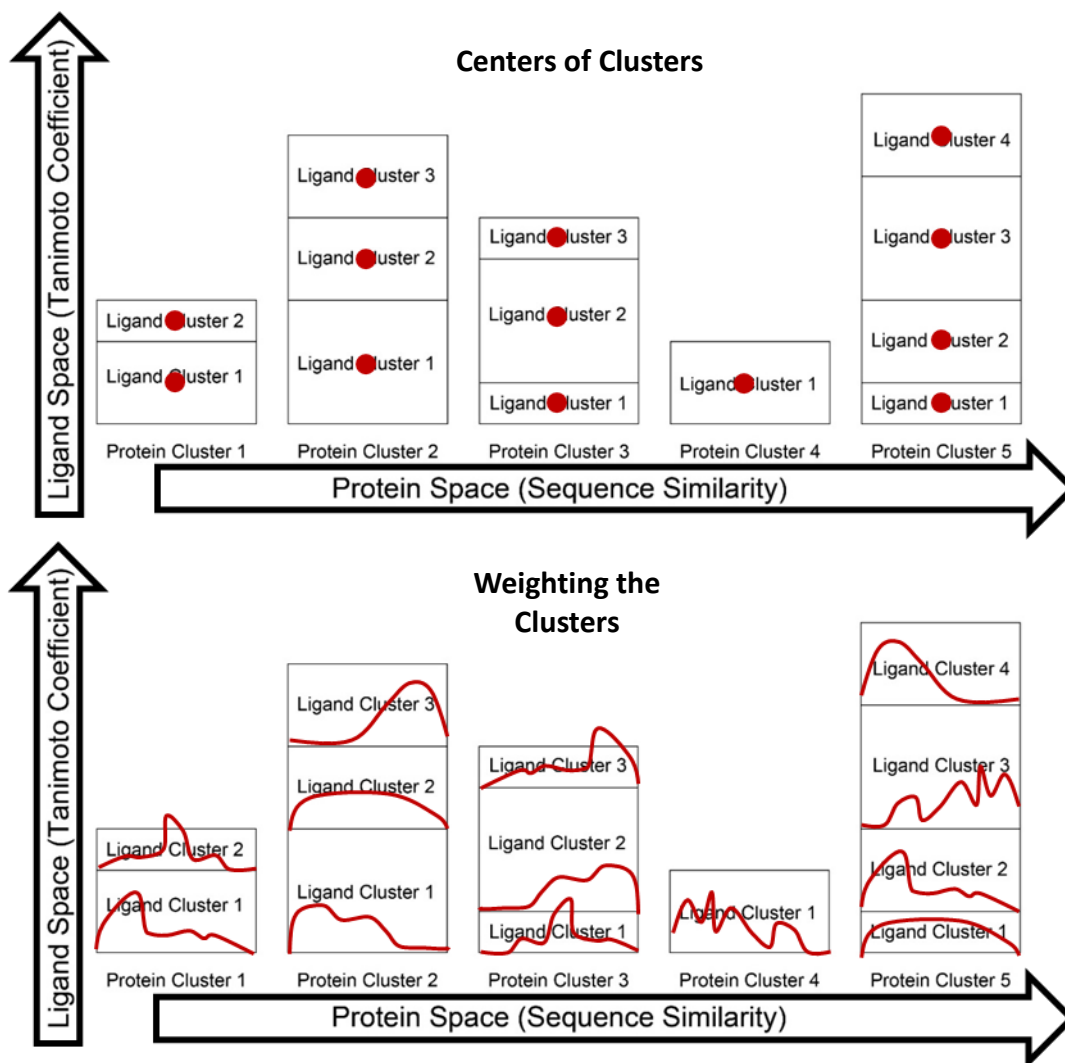 Centers of Clusters
Ligand Space (Tanimoto Coefficient)
Ligand Cluster 2
Ligand Cluster 1
Protein Cluster 1
Ligand Cluster 3
Ligand Cluster 2
Ligand Cluster 1
Protein Cluster 2
Ligand Cluster 3
Ligand Cluster 2
Ligand Cluster 1
Protein Cluster 3
Ligand Cluster 1
Protein Cluster 4
Ligand Cluster 4
Ligand Cluster 3
Ligand Cluster 2
Ligand Cluster 1
Protein Cluster 5
Protein Space (Sequence Similarity)
Weighting the
Clusters
Ligand Space (Tanimoto Coefficient)
Ligand Cluster 2
Ligand Cluster 1
Protein Cluster 1
Ligand Cluster 3
Ligand Cluster 2
Ligand Cluster 1
Protein Cluster 2
Ligand Cluster 3
Ligand Cluster 2
Ligand Cluster 1
Protein Cluster 3
Ligand Cluster 1
Protein Cluster 4
Ligand Cluster 4
Ligand Cluster 3
Ligand Cluster 2
Ligand Cluster 1
Protein Cluster 5
Protein Space (Sequence Similarity)